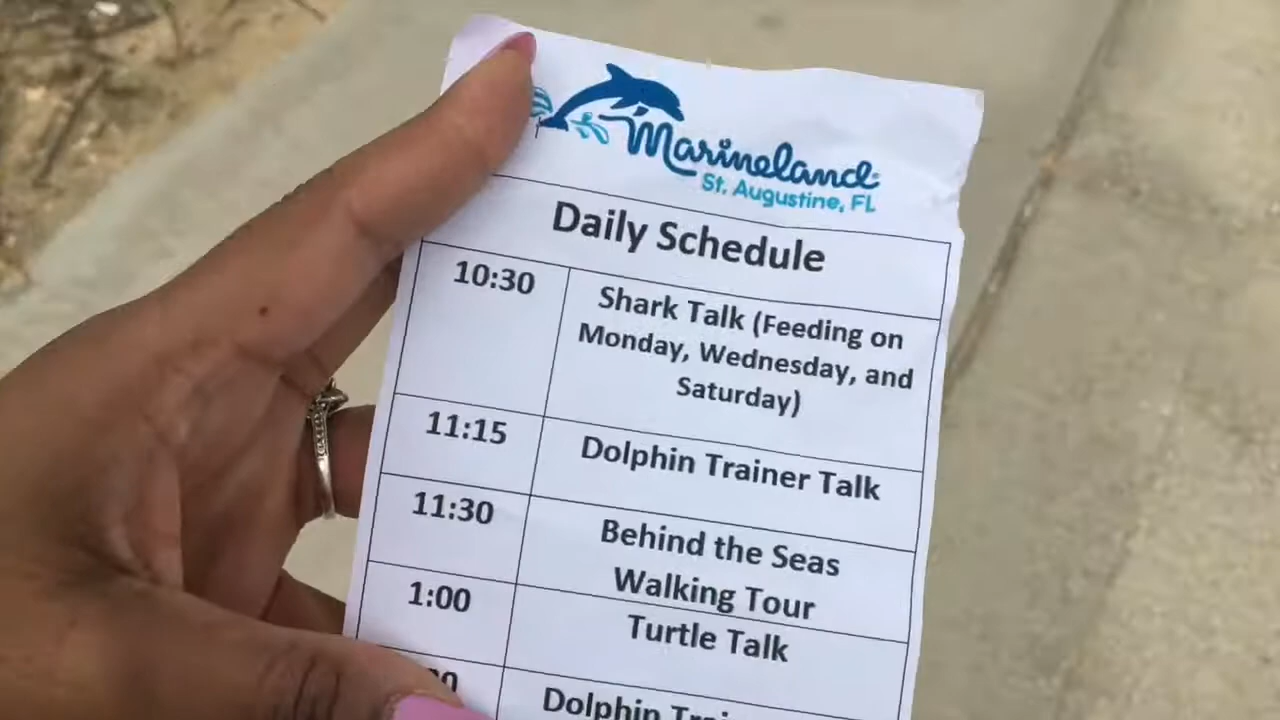 Marineland
St. Augustine, FL
Daily Schedule
10:30
Shark Talk (Feeding on
Monday, Wednesday, and
Saturday)
11:15
Dolphin Trainer Talk
11:30
Behind the Seas
Walking Tour
1:00
Turtle Talk
Dolphin